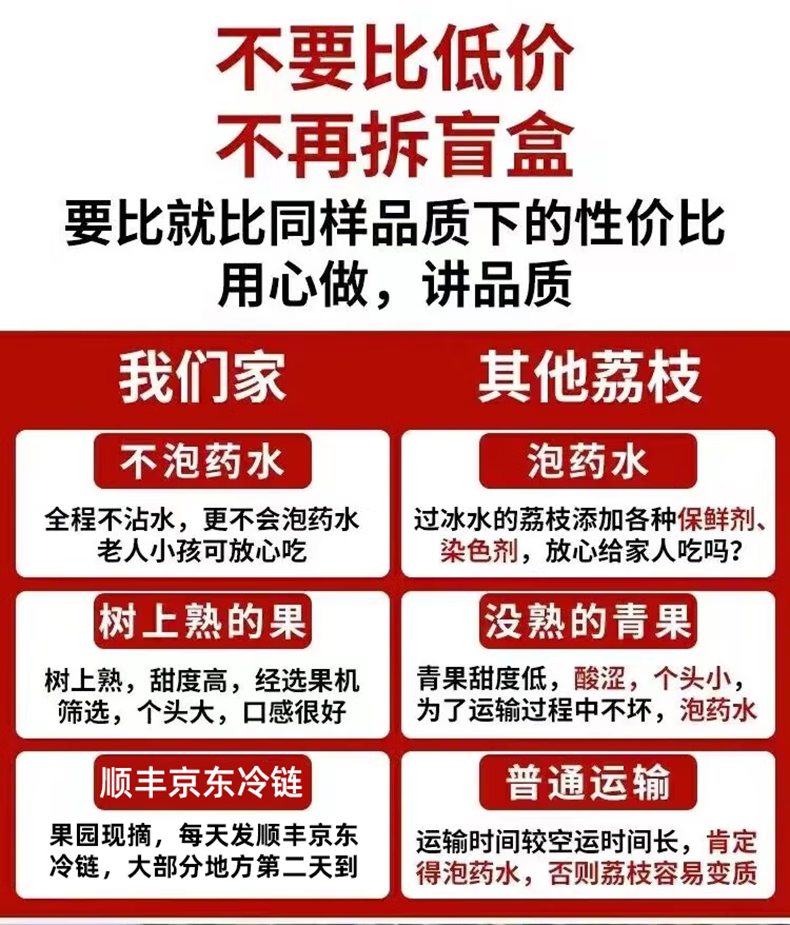 不要比低价
不再拆盲盒
要比就比同样品质下的性价比
用心做，讲品质
我们家
其他荔枝
不泡药水
全程不沾水，更不会泡药水
老人小孩可放心吃
泡药水
过冰水的荔枝添加各种保鲜剂、
染色剂，放心给家人吃吗？
树上熟的果
树上熟，甜度高，经选果机
筛选，个头大，口感很好
没熟的青果
青果甜度低，酸涩，个头小，
为了运输过程中不坏，泡药水
顺丰京东冷链
果园现摘，每天发顺丰京东
冷链，大部分地方第二天到
普通运输
运输时间较空运时间长，肯定
得泡药水，否则荔枝容易变质